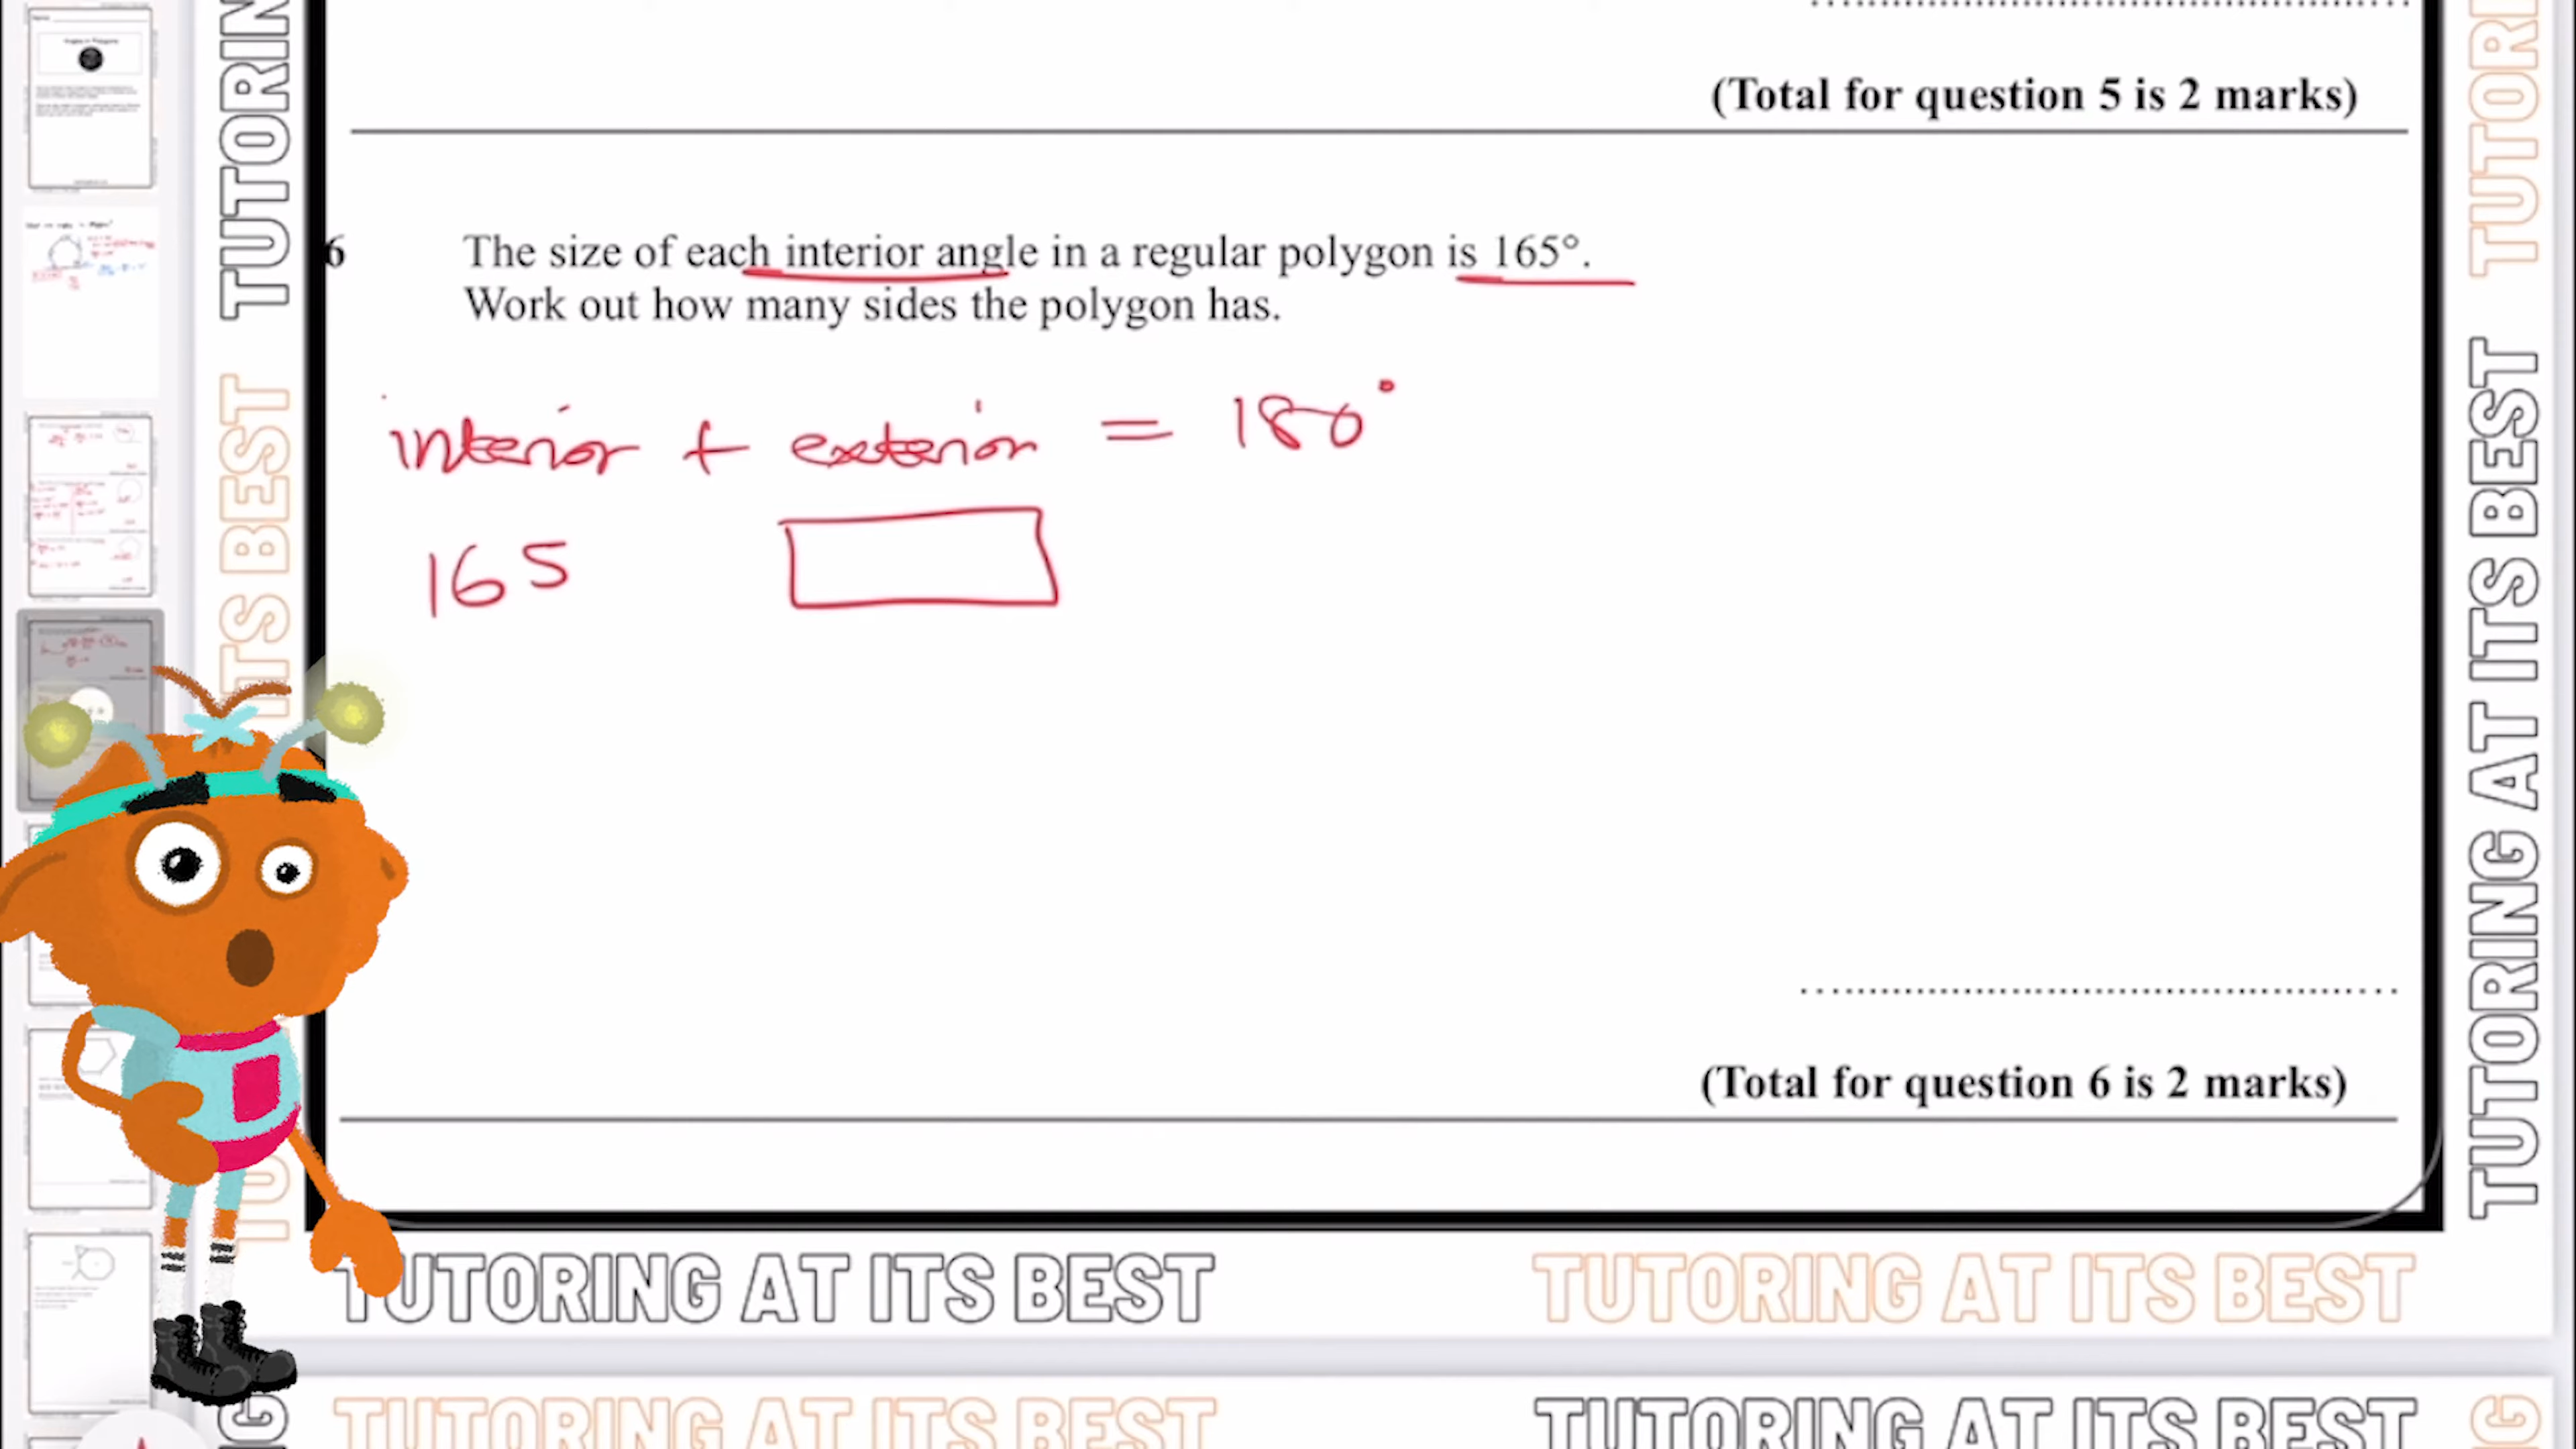 (Total for question 5 is 2 marks)
6 The size of each interior angle in a regular polygon is 165°.
Work out how many sides the polygon has.
interior + exterior = 180°
165
(Total for question 6 is 2 marks)
TUTORING AT ITS BEST TUTORING AT ITS BEST
TUTORING AT ITS BEST TUTORING AT ITS BEST
TUTORIN
ITS BEST
TUTORI
TUTORING AT ITS BEST